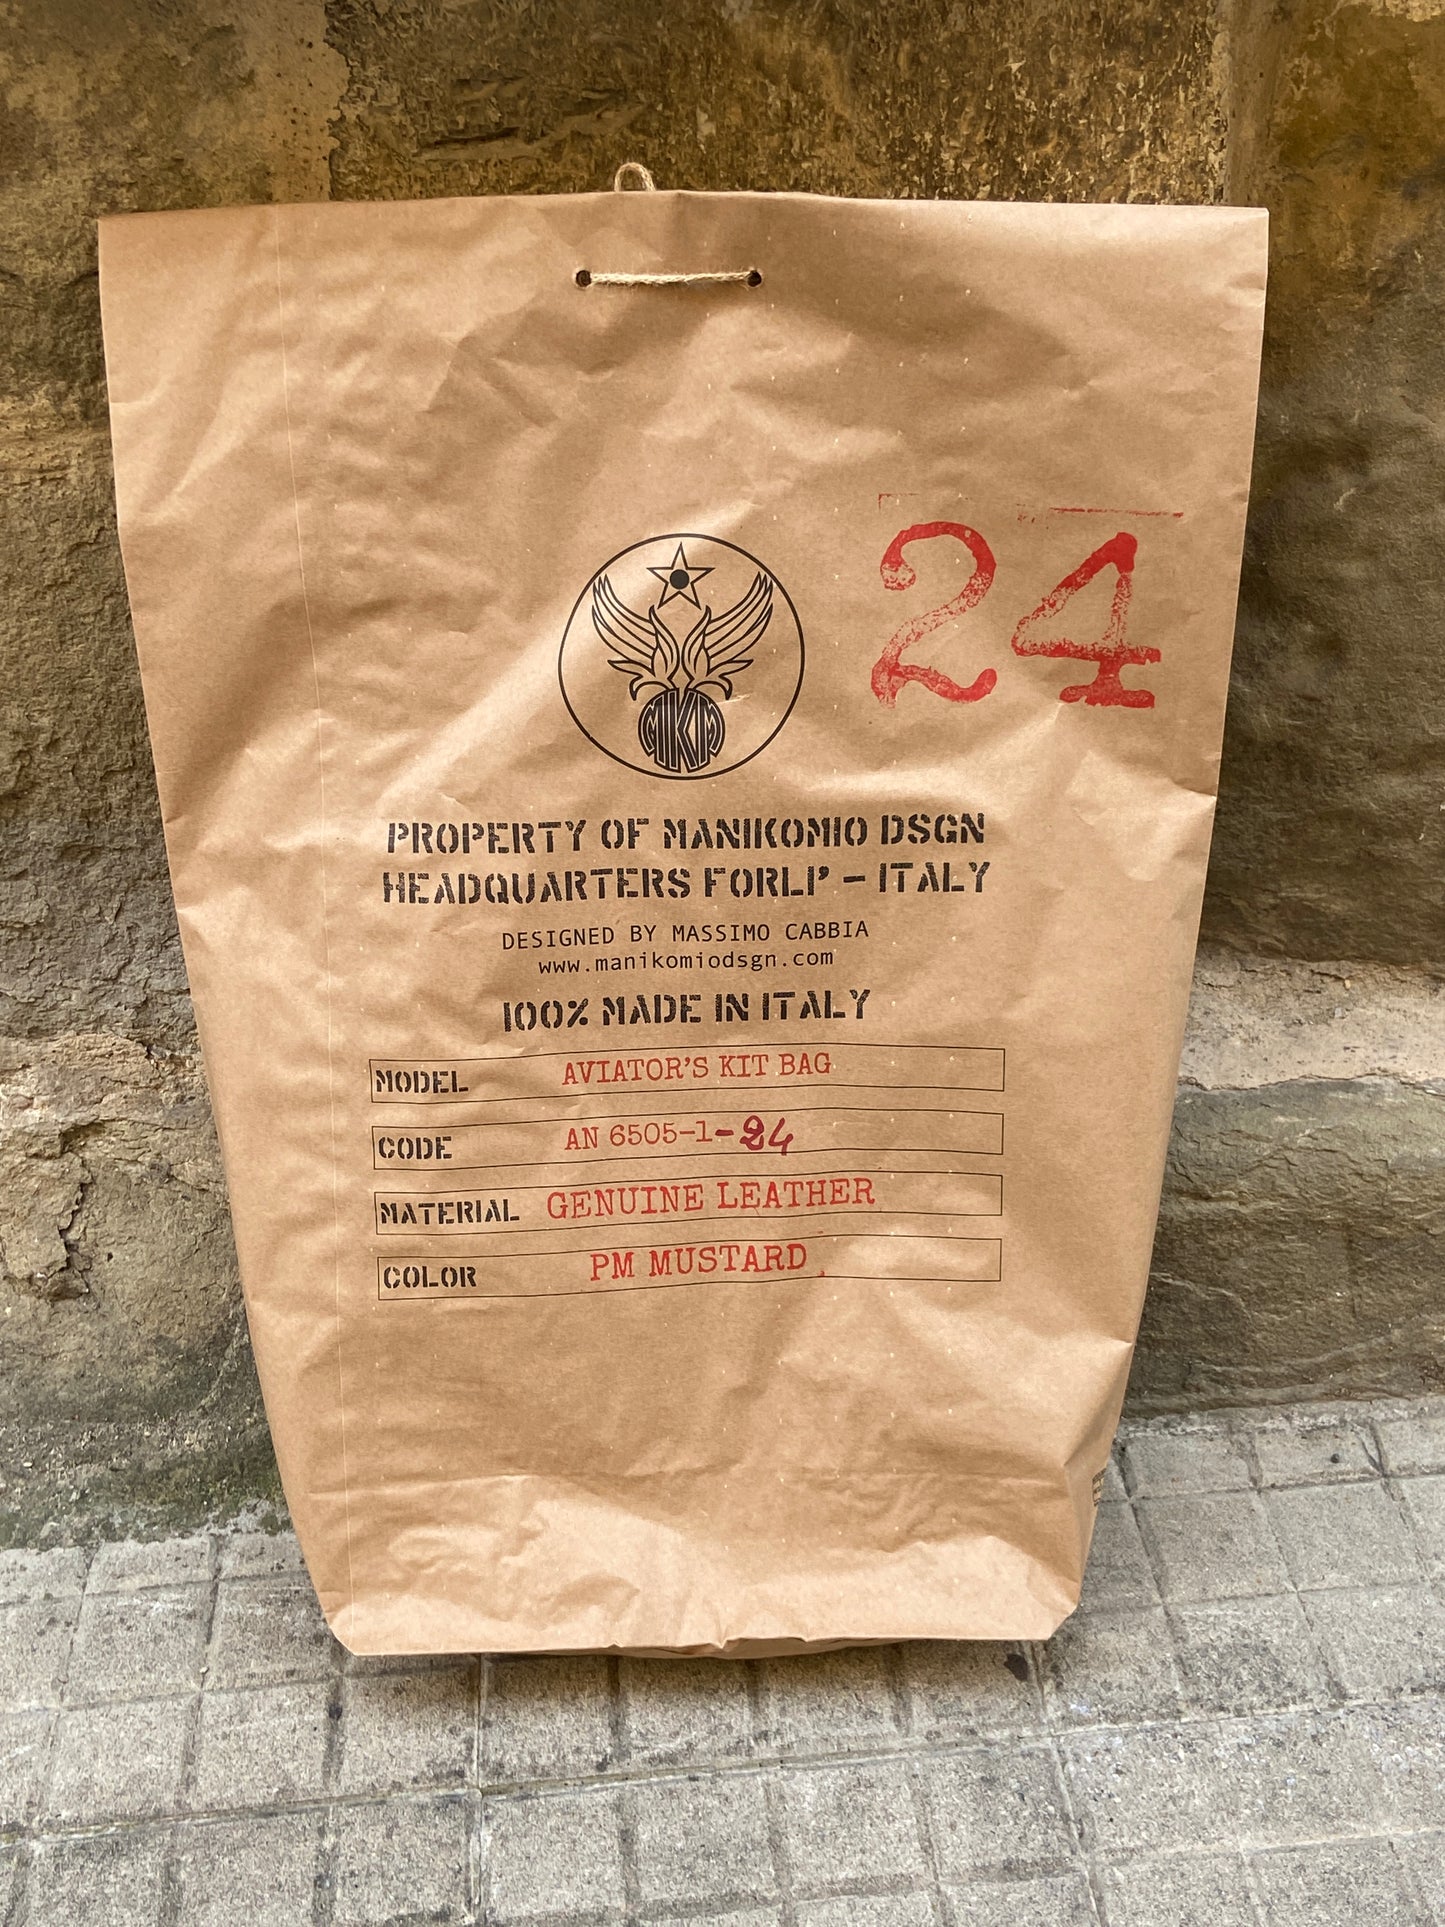 24
MKM
PROPERTY OF MANIKOMIO DSGN
HEADQUARTERS FORLI' - ITALY
DESIGNED BY MASSIMO CABBIA
www.manikomiodsgn.com
100% MADE IN ITALY
MODEL AVIATOR'S KIT BAG
CODE AN 6505-1-24
MATERIAL GENUINE LEATHER
COLOR PM MUSTARD